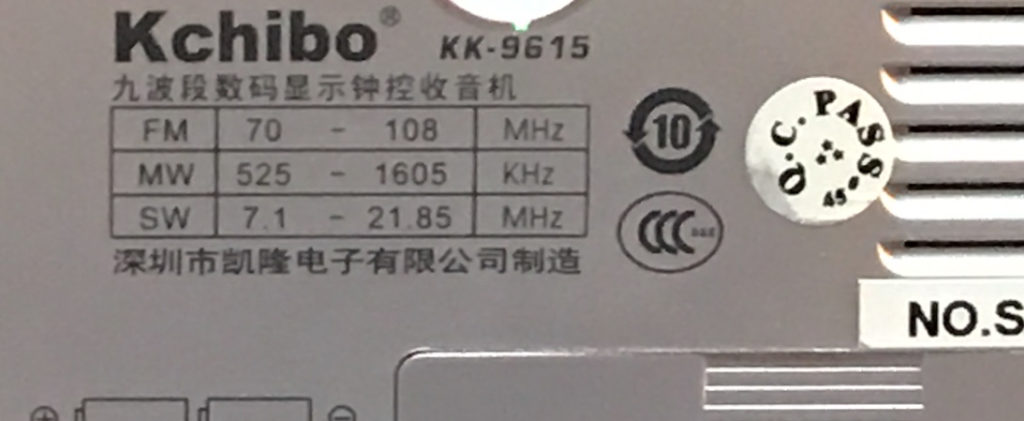 Kchibo® KK-9615
九波段数码显示钟控收音机
FM 70 - 108 MHz
MW 525 - 1605 KHz
SW 7.1 - 21.85 MHz
深圳市凯隆电子有限公司制造
10
CCC
Q.C. PASS
45
NO.S